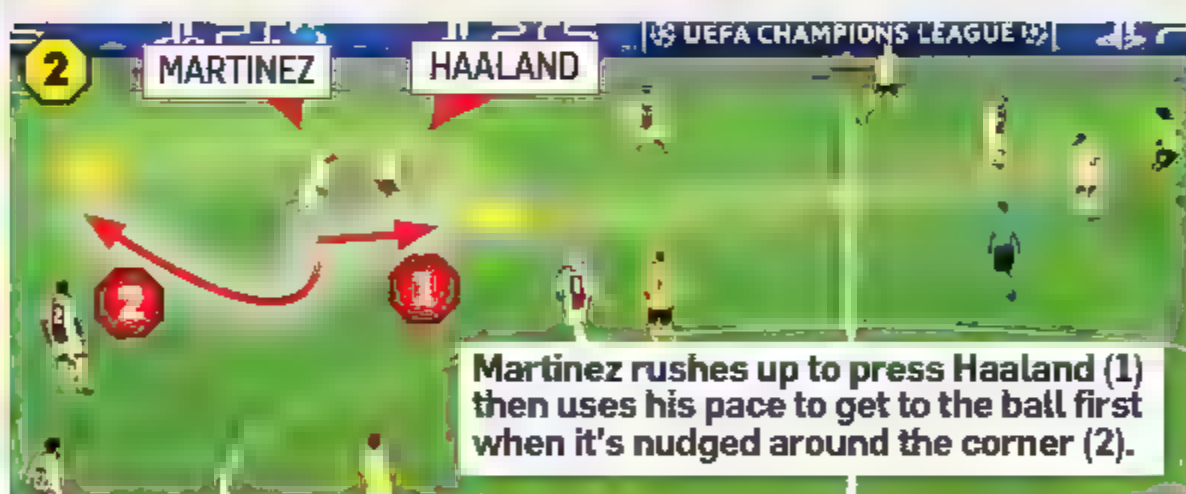 UEFA CHAMPIONS LEAGUE
2
MARTINEZ
HAALAND
2
1
2
Martinez rushes up to press Haaland (1)
then uses his pace to get to the ball first
when it's nudged around the corner (2).